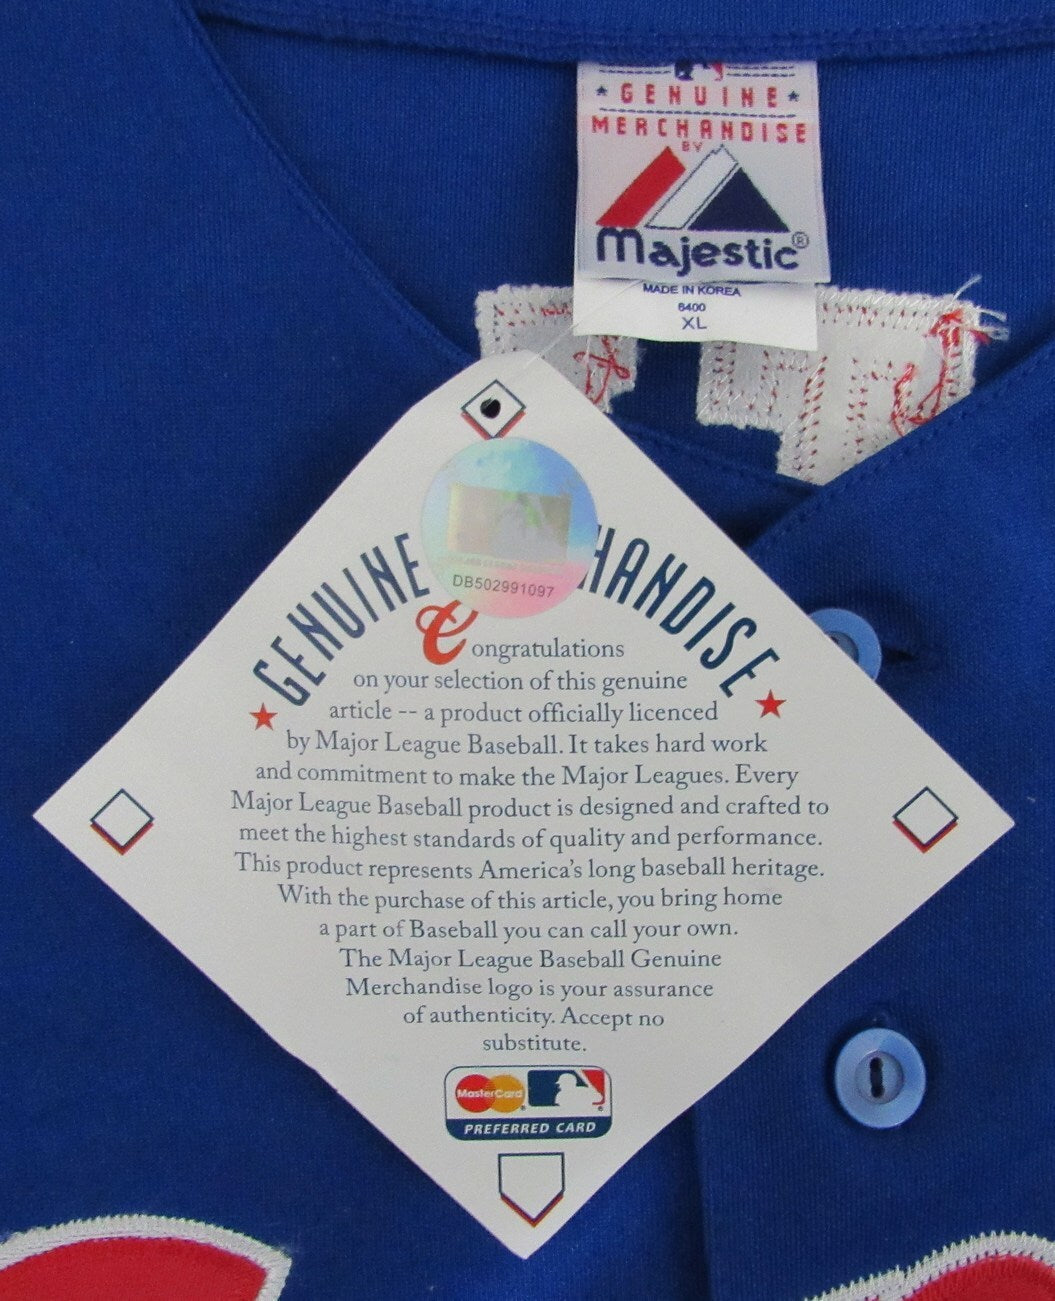 ★ GENUINE ★
MERCHANDISE
BY
Majestic®
MADE IN KOREA
6400
XL
DB502991097
GENUINE HANDISE
Congratulations
on your selection of this genuine
article -- a product officially licenced
by Major League Baseball. It takes hard work
and commitment to make the Major Leagues. Every
Major League Baseball product is designed and crafted to
meet the highest standards of quality and performance.
This product represents America's long baseball heritage.
With the purchase of this article, you bring home
a part of Baseball you can call your own.
The Major League Baseball Genuine
Merchandise logo is your assurance
of authenticity. Accept no
substitute.
MasterCard
PREFERRED CARD